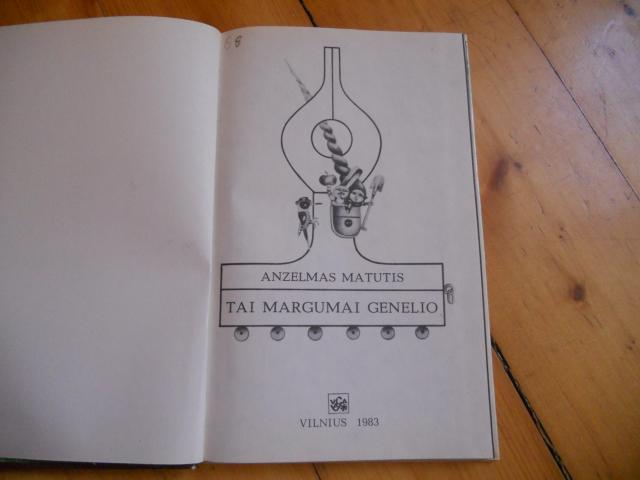 ANZELMAS MATUTIS
TAI MARGUMAI GENELIO
VILNIUS 1983